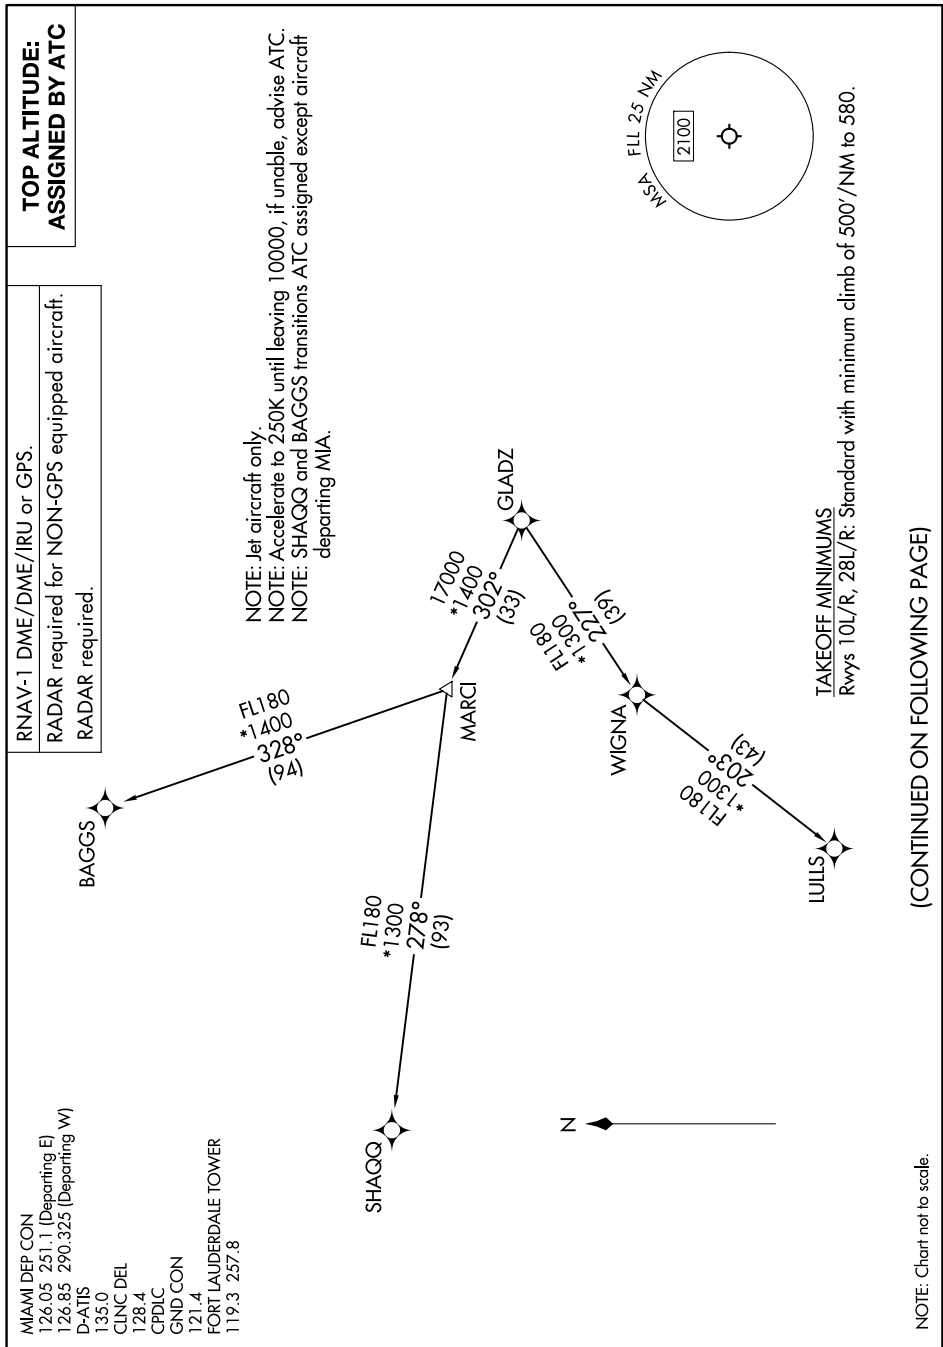 MIAMI DEP CON
126.05 251.1 (Departing E)
126.85 290.325 (Departing W)
D-ATIS
135.0
CLNC DEL
128.4
CPDLC
GND CON
121.4
FORT LAUDERDALE TOWER
119.3 257.8
RNAV-1 DME/DME/IRU or GPS.
RADAR required for NON-GPS equipped aircraft.
RADAR required.
TOP ALTITUDE:
ASSIGNED BY ATC
NOTE: Jet aircraft only.
NOTE: Accelerate to 250K until leaving 10000, if unable, advise ATC.
NOTE: SHAQQ and BAGGS transitions ATC assigned except aircraft
departing MIA.
BAGGS
FL180
*1400
328°
(94)
SHAQQ
FL180
*1300
278°
(93)
MARCI
17000
*1400
302°
(33)
GLADZ
FL180
*1300
227°
(39)
WIGNA
FL180
*1300
203°
(43)
LULLS
N
MSA FLL 25 NM
2100
TAKEOFF MINIMUMS
Rwys 10L/R, 28L/R: Standard with minimum climb of 500'/NM to 580.
NOTE: Chart not to scale.
(CONTINUED ON FOLLOWING PAGE)